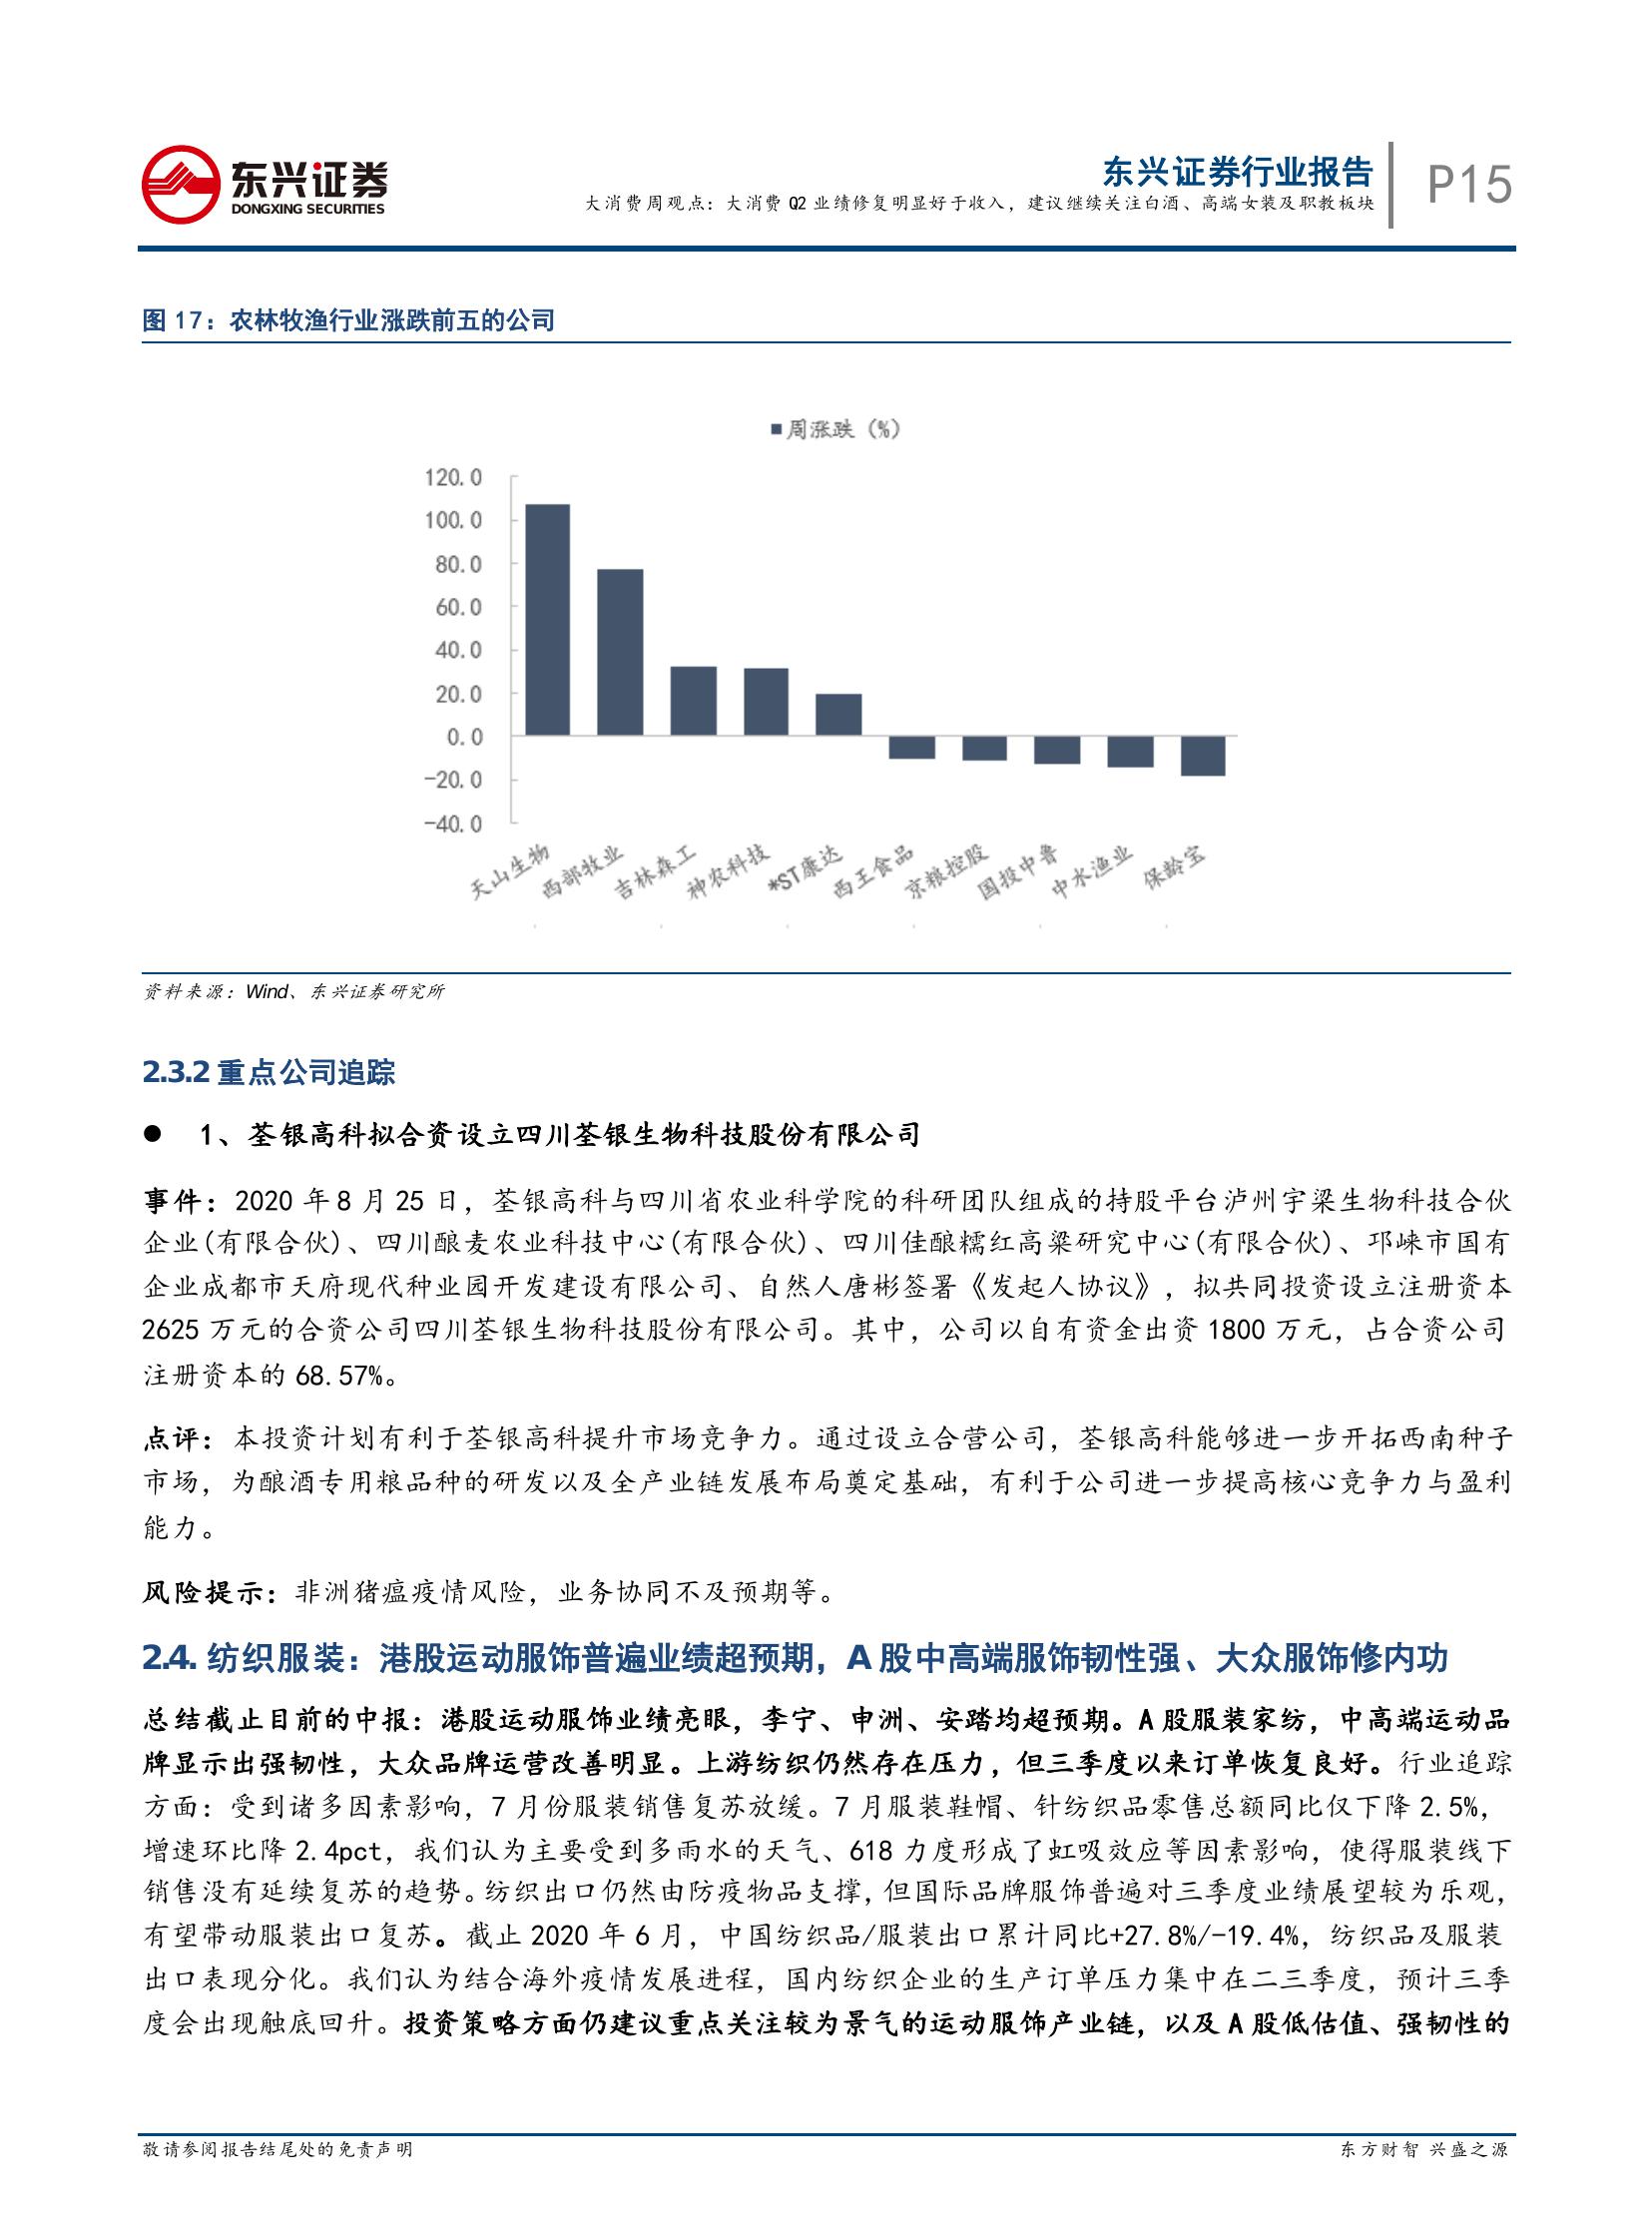 东兴证券
DONGXING SECURITIES
东兴证券行业报告
大消费周观点：大消费 Q2 业绩修复明显好于收入，建议继续关注白酒、高端女装及职教板块
P15
图 17：农林牧渔行业涨跌前五的公司
周涨跌（%）
120.0
100.0
80.0
60.0
40.0
20.0
0.0
-20.0
-40.0
天山生物
西部牧业
吉林森工
神农科技
*ST康达
西王食品
京粮控股
国投中鲁
中水渔业
保龄宝
资料来源：Wind、东兴证券研究所
2.3.2 重点公司追踪
● 1、荃银高科拟合资设立四川荃银生物科技股份有限公司
事件：2020 年 8 月 25 日，荃银高科与四川省农业科学院的科研团队组成的持股平台泸州宇梁生物科技合伙
企业(有限合伙)、四川酿麦农业科技中心(有限合伙)、四川佳酿糯红高粱研究中心(有限合伙)、邛崃市国有
企业成都市天府现代种业园开发建设有限公司、自然人唐彬签署《发起人协议》，拟共同投资设立注册资本
2625 万元的合资公司四川荃银生物科技股份有限公司。其中，公司以自有资金出资 1800 万元，占合资公司
注册资本的 68.57%。
点评：本投资计划有利于荃银高科提升市场竞争力。通过设立合营公司，荃银高科能够进一步开拓西南种子
市场，为酿酒专用粮品种的研发以及全产业链发展布局奠定基础，有利于公司进一步提高核心竞争力与盈利
能力。
风险提示：非洲猪瘟疫情风险，业务协同不及预期等。
2.4. 纺织服装：港股运动服饰普遍业绩超预期，A 股中高端服饰韧性强、大众服饰修内功
总结截止目前的中报：港股运动服饰业绩亮眼，李宁、申洲、安踏均超预期。A 股服装家纺，中高端运动品
牌显示出强韧性，大众品牌运营改善明显。上游纺织仍然存在压力，但三季度以来订单恢复良好。行业追踪
方面：受到诸多因素影响，7 月份服装销售复苏放缓。7 月服装鞋帽、针纺织品零售总额同比仅下降 2.5%，
增速环比降 2.4pct，我们认为主要受到多雨水的天气、618 力度形成了虹吸效应等因素影响，使得服装线下
销售没有延续复苏的趋势。纺织出口仍然由防疫物品支撑，但国际品牌服饰普遍对三季度业绩展望较为乐观，
有望带动服装出口复苏。截止 2020 年 6 月，中国纺织品/服装出口累计同比+27.8%/-19.4%，纺织品及服装
出口表现分化。我们认为结合海外疫情发展进程，国内纺织企业的生产订单压力集中在二三季度，预计三季
度会出现触底回升。投资策略方面仍建议重点关注较为景气的运动服饰产业链，以及 A 股低估值、强韧性的
敬请参阅报告结尾处的免责声明
东方财智 兴盛之源